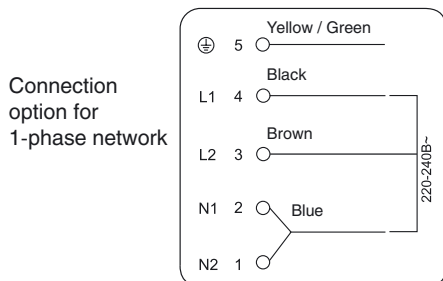 Connection
option for
1-phase network
5 Yellow / Green
L1 4 Black
L2 3 Brown
N1 2 Blue
N2 1
220-240В~